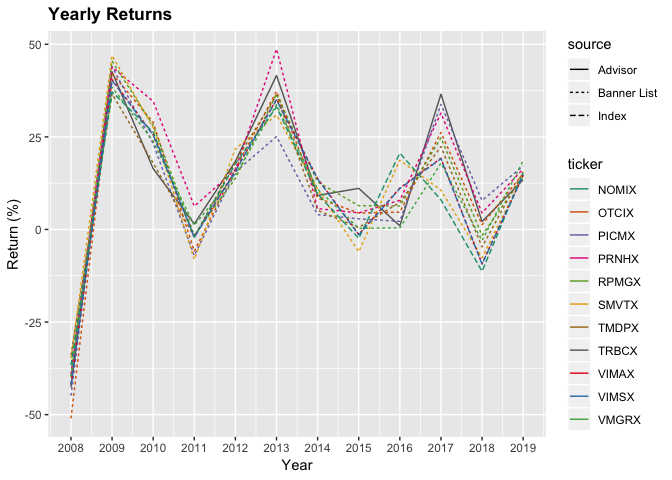 Yearly Returns
Return (%)
50
25
0
-25
-50
2008 2009 2010 2011 2012 2013 2014 2015 2016 2017 2018 2019
Year
source
Advisor
Banner List
Index
ticker
NOMIX
OTCIX
PICMX
PRNHX
RPMGX
SMVTX
TMDPX
TRBCX
VIMAX
VIMSX
VMGRX